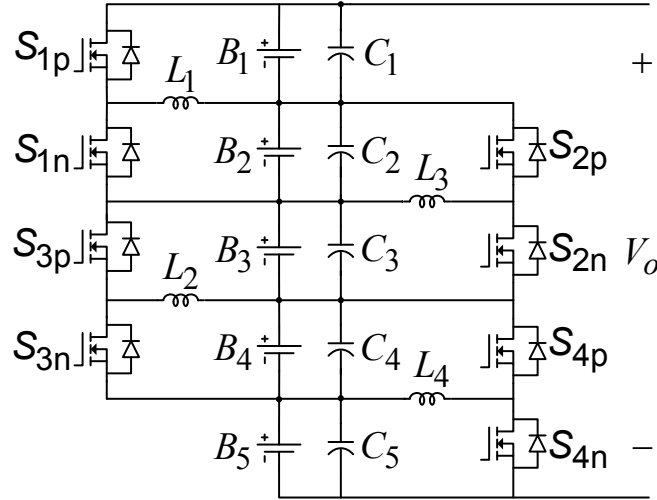 S1p
B1
C1
+
L1
S1n
B2
C2
S2p
L3
S3p
B3
C3
S2n
Vo
L2
S3n
B4
C4
S4p
L4
B5
C5
S4n
−